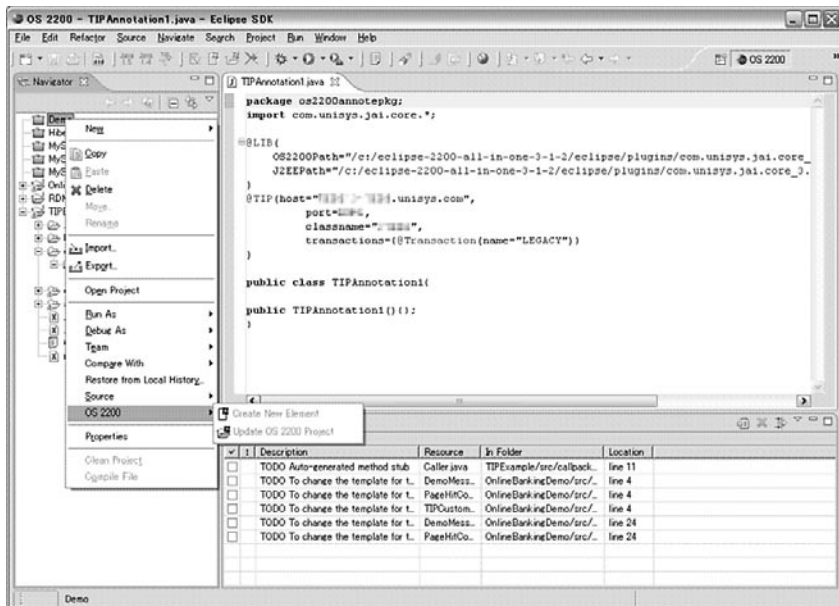 OS 2200 - TIPAnnotation1.java - Eclipse SDK
File Edit Refactor Source Navigate Search Project Run Window Help
OS 2200
Navigator
TIPAnnotation1.java
package os2200annotepkg;
import com.unisys.jai.core.*;
@LIB(
OS2200Path="/c:/eclipse-2200-all-in-one-3-1-2/eclipse/plugins/com.unisys.jai.core_
J2EEPath="/c:/eclipse-2200-all-in-one-3-1-2/eclipse/plugins/com.unisys.jai.core_3.
)
@TIP(host=" .unisys.com",
port= ,
classname=" ",
transactions={@Transaction(name="LEGACY"})
)
public class TIPAnnotation1{
public TIPAnnotation1(){};
}
Demo
Hibe
MyS
MyS
MyS
Onli
RDM
TIPE
New
Copy
Paste
Delete
Move...
Rename
Import...
Export...
Open Project
Run As
Debug As
Team
Compare With
Restore from Local History...
Source
OS 2200
Properties
Clean Project
Compile File
Create New Element
Update OS 2200 Project
! Description Resource In Folder Location
TODO Auto-generated method stub Caller.java TIPExample/src/callpack... line 11
TODO To change the template for t... DemoMess... OnlineBankingDemo/src/... line 4
TODO To change the template for t... PageHitCo... OnlineBankingDemo/src/... line 4
TODO To change the template for t... TIPCustom... OnlineBankingDemo/src/... line 4
TODO To change the template for t... DemoMess... OnlineBankingDemo/src/... line 24
TODO To change the template for t... PageHitCo... OnlineBankingDemo/src/... line 24
Demo